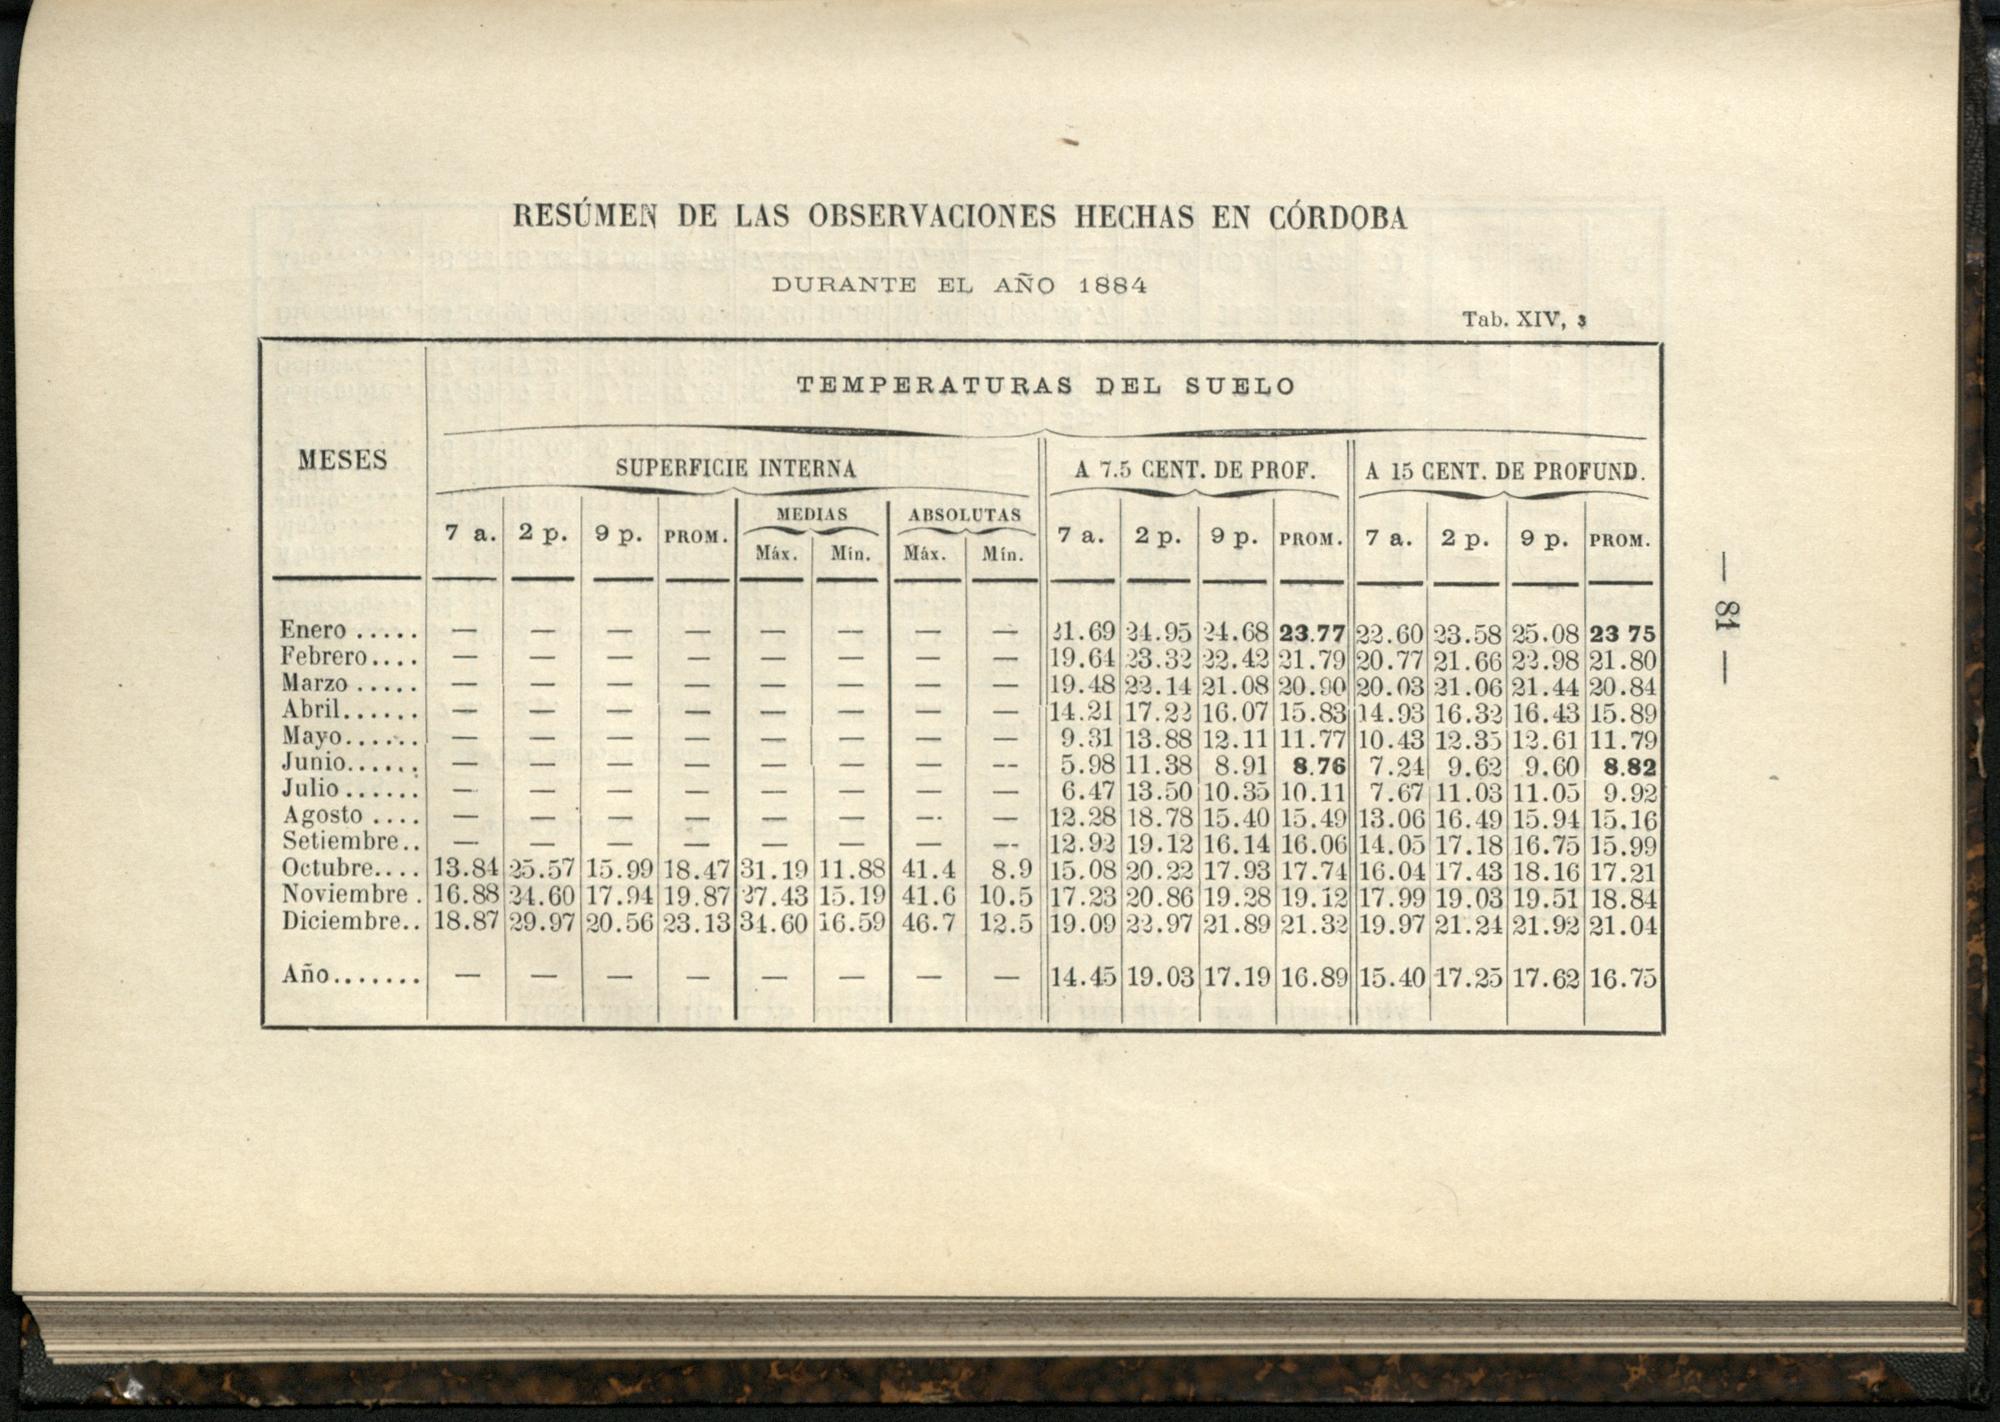 RESÚMEN DE LAS OBSERVACIONES HECHAS EN CÓRDOBA
DURANTE EL AÑO 1884
Tab. XIV, 3
TEMPERATURAS DEL SUELO
MESES
SUPERFICIE INTERNA A 7.5 CENT. DE PROF. A 15 CENT. DE PROFUND.
MEDIAS ABSOLUTAS
7 a. 2 p. 9 p. PROM. Máx. Mín. Máx. Mín. 7 a. 2 p. 9 p. PROM. 7 a. 2 p. 9 p. PROM.
Enero ..... — — — — — — — — 21.69 24.95 24.68 23.77 22.60 23.58 25.08 23 75
Febrero.... — — — — — — — — 19.64 23.32 22.42 21.79 20.77 21.66 22.98 21.80
Marzo ..... — — — — — — — — 19.48 22.14 21.08 20.90 20.03 21.06 21.44 20.84
Abril...... — — — — — — — — 14.21 17.22 16.07 15.83 14.93 16.32 16.43 15.89
Mayo...... — — — — — — — — 9.31 13.88 12.11 11.77 10.43 12.35 12.61 11.79
Junio...... — — — — — — — — 5.98 11.38 8.91 8.76 7.24 9.62 9.60 8.82
Julio ...... — — — — — — — — 6.47 13.50 10.35 10.11 7.67 11.03 11.05 9.92
Agosto .... — — — — — — — — 12.28 18.78 15.40 15.49 13.06 16.49 15.94 15.16
Setiembre.. — — — — — — — — 12.92 19.12 16.14 16.06 14.05 17.18 16.75 15.99
Octubre.... 13.84 25.57 15.99 18.47 31.19 11.88 41.4 8.9 15.08 20.22 17.93 17.74 16.04 17.43 18.16 17.21
Noviembre . 16.88 24.60 17.94 19.87 27.43 15.19 41.6 10.5 17.23 20.86 19.28 19.12 17.99 19.03 19.51 18.84
Diciembre.. 18.87 29.97 20.56 23.13 34.60 16.59 46.7 12.5 19.09 22.97 21.89 21.32 19.97 21.24 21.92 21.04
Año....... — — — — — — — — 14.45 19.03 17.19 16.89 15.40 17.25 17.62 16.75
— 81 —